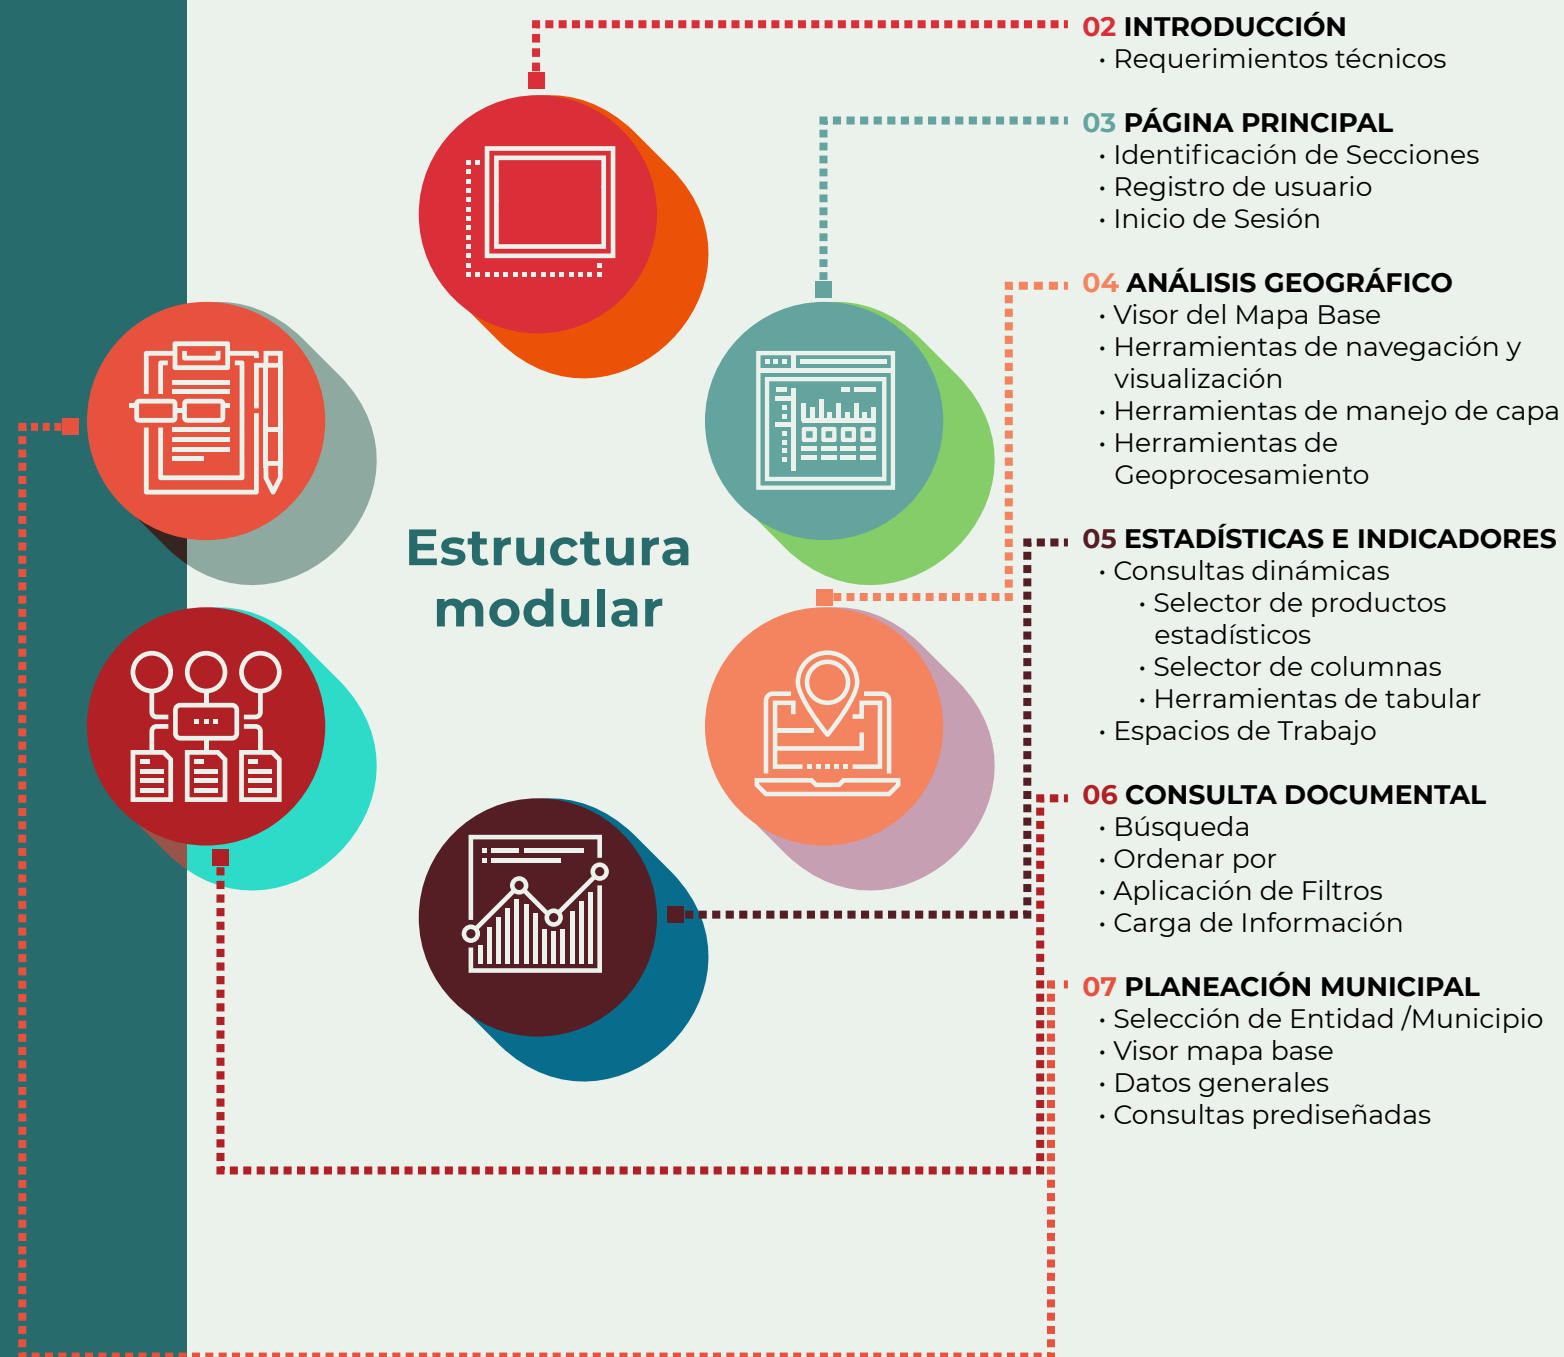 Estructura
modular
02 INTRODUCCIÓN
• Requerimientos técnicos
03 PÁGINA PRINCIPAL
• Identificación de Secciones
• Registro de usuario
• Inicio de Sesión
04 ANÁLISIS GEOGRÁFICO
• Visor del Mapa Base
• Herramientas de navegación y
visualización
• Herramientas de manejo de capa
• Herramientas de
Geoprocesamiento
05 ESTADÍSTICAS E INDICADORES
• Consultas dinámicas
• Selector de productos
estadísticos
• Selector de columnas
• Herramientas de tabular
• Espacios de Trabajo
06 CONSULTA DOCUMENTAL
• Búsqueda
• Ordenar por
• Aplicación de Filtros
• Carga de Información
07 PLANEACIÓN MUNICIPAL
• Selección de Entidad /Municipio
• Visor mapa base
• Datos generales
• Consultas prediseñadas